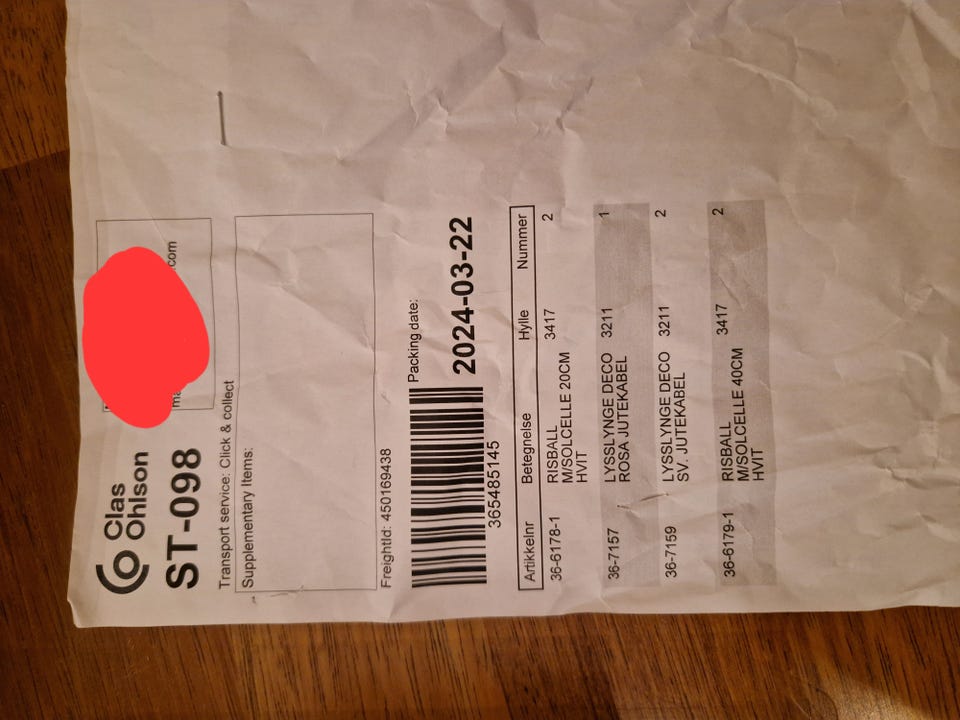 Clas
Ohlson
ST-098
.com
Transport service: Click & collect
Supplementary Items:
FreightId: 450169438
Packing date:
365485145
2024-03-22
Artikkelnr Betegnelse Hylle Nummer
36-6178-1 RISBALL 3417 2
M/SOLCELLE 20CM
HVIT
36-7157 LYSSLYNGE DECO 3211 1
ROSA JUTEKABEL
36-7159 LYSSLYNGE DECO 3211 2
SV. JUTEKABEL
36-6179-1 RISBALL 3417 2
M/SOLCELLE 40CM
HVIT